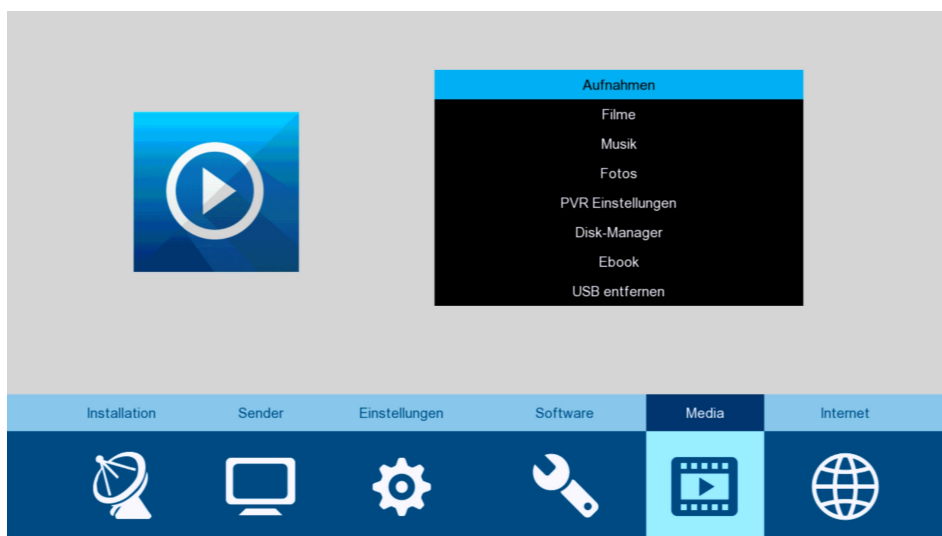 Aufnahmen
Filme
Musik
Fotos
PVR Einstellungen
Disk-Manager
Ebook
USB entfernen
Installation Sender Einstellungen Software Media Internet